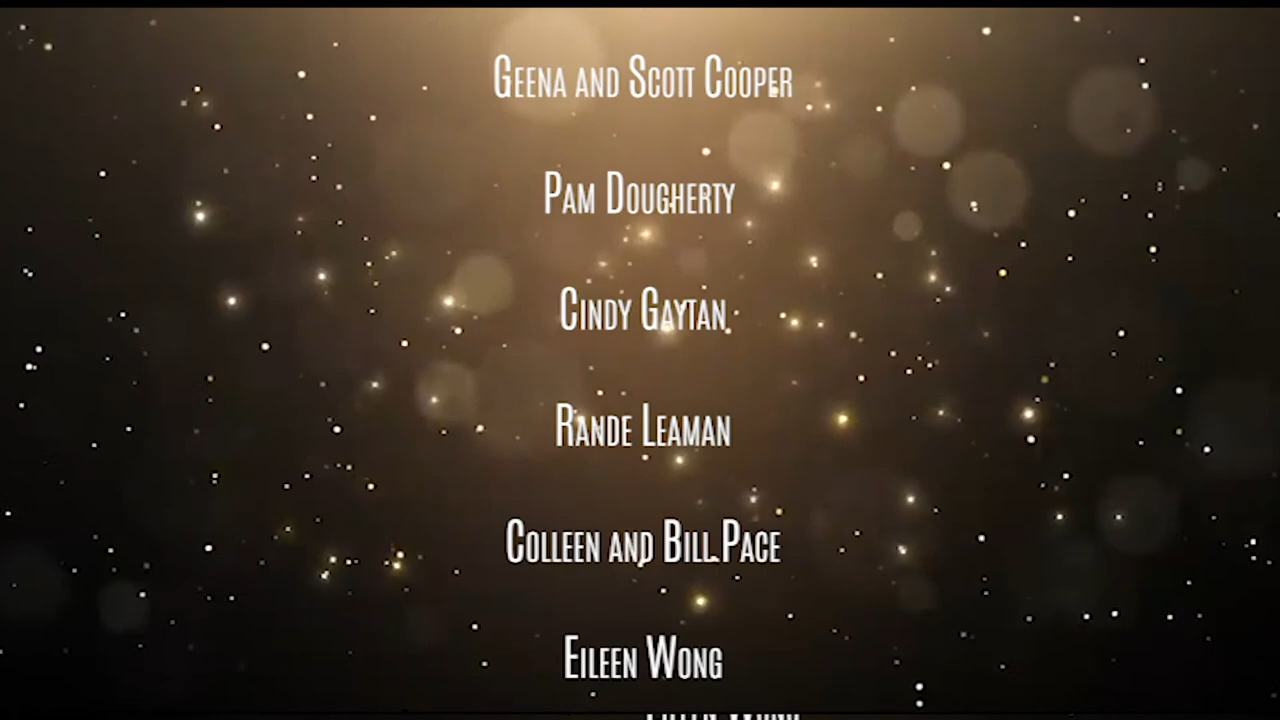 Geena and Scott Cooper
Pam Dougherty
Cindy Gaytan
Rande Leaman
Colleen and Bill Pace
Eileen Wong